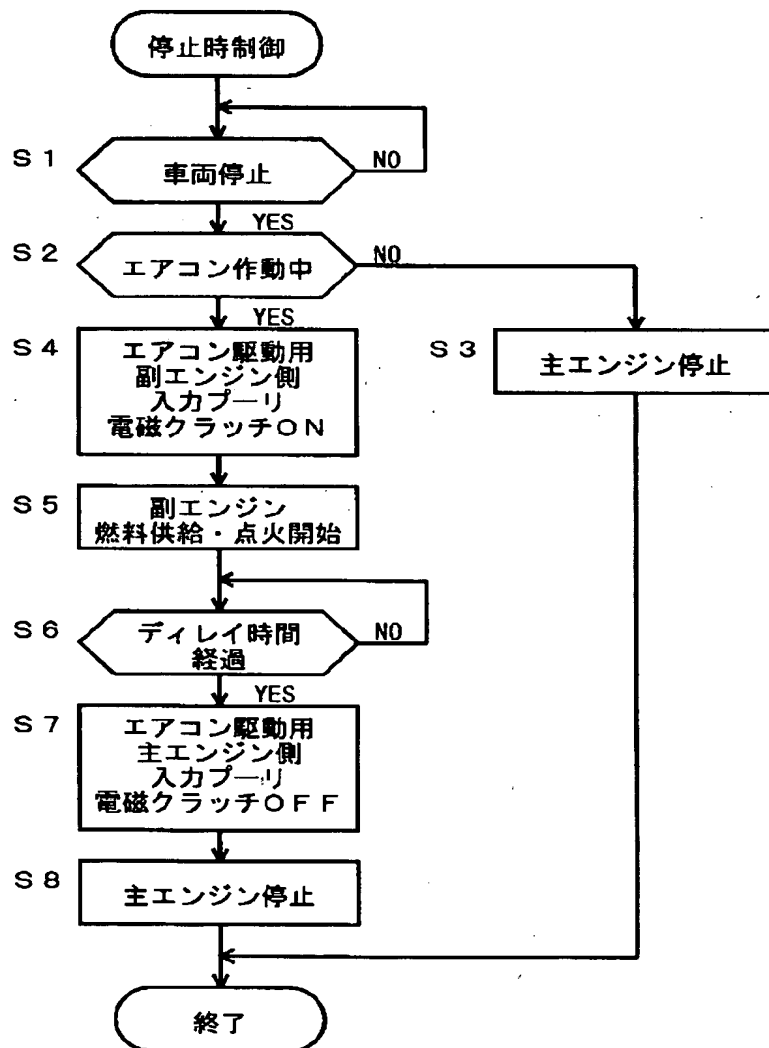 停止時制御
S1
車両停止
NO
YES
S2
エアコン作動中
NO
YES
S4
エアコン駆動用
副エンジン側
入力プーリ
電磁クラッチON
S3
主エンジン停止
S5
副エンジン
燃料供給・点火開始
S6
ディレイ時間
経過
NO
YES
S7
エアコン駆動用
主エンジン側
入力プーリ
電磁クラッチOFF
S8
主エンジン停止
終了